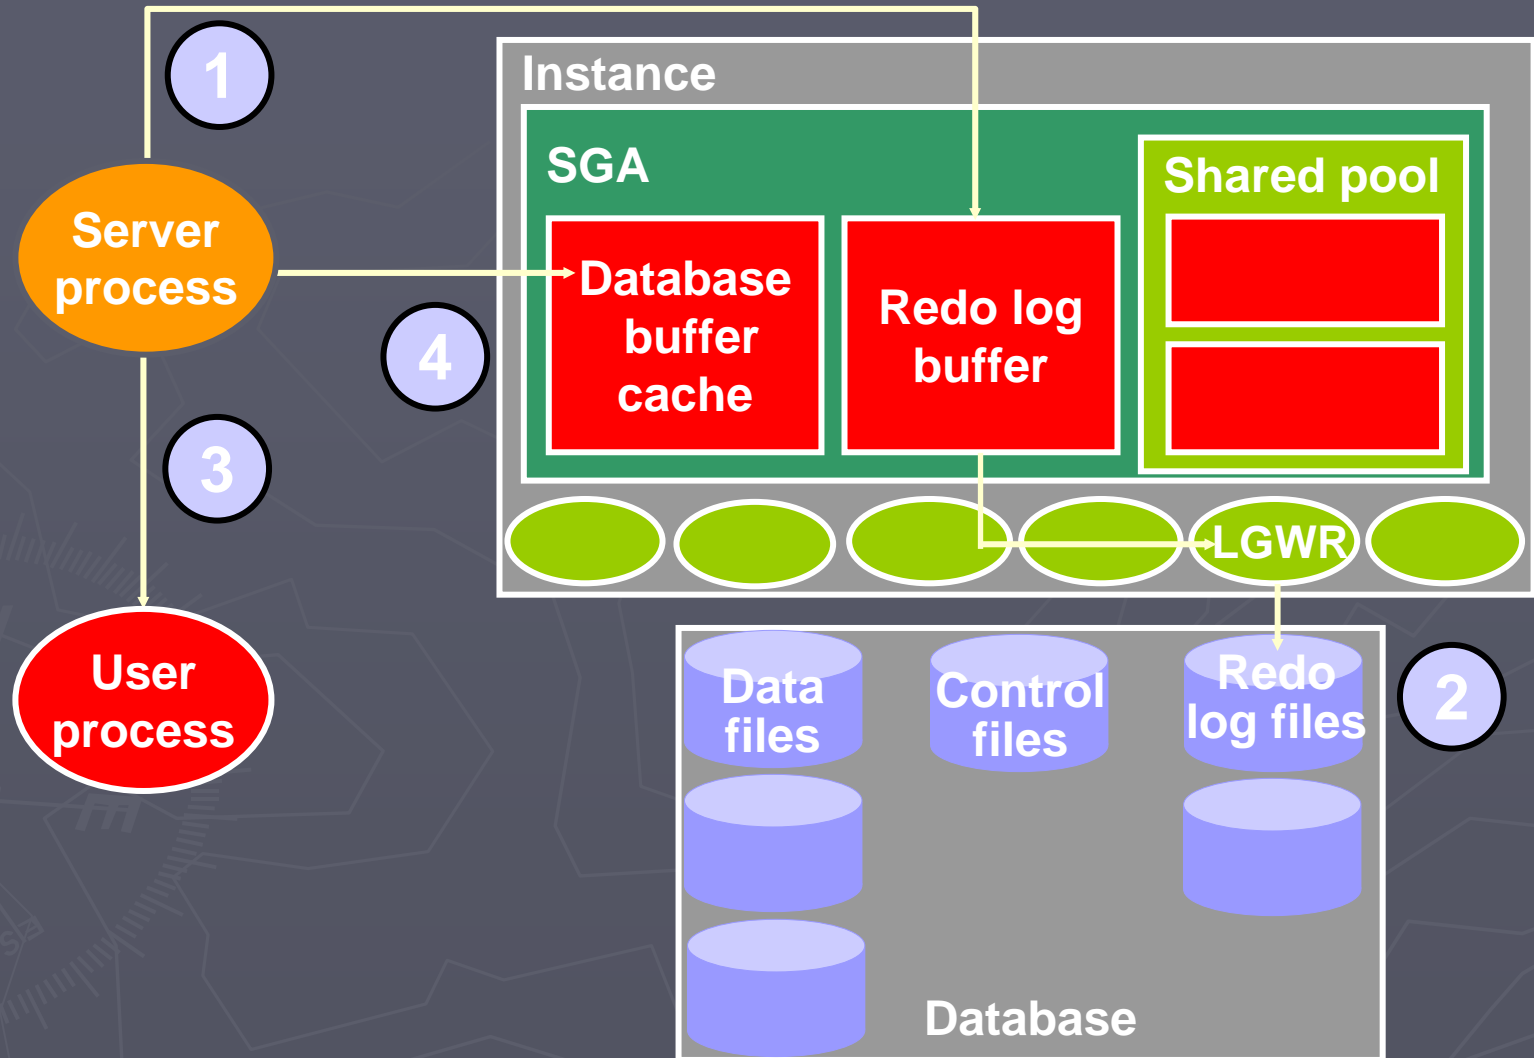 1
Instance
SGA
Shared pool
Server
process
Database
buffer
cache
Redo log
buffer
4
3
LGWR
User
process
Data
files
Control
files
Redo
log files
2
Database